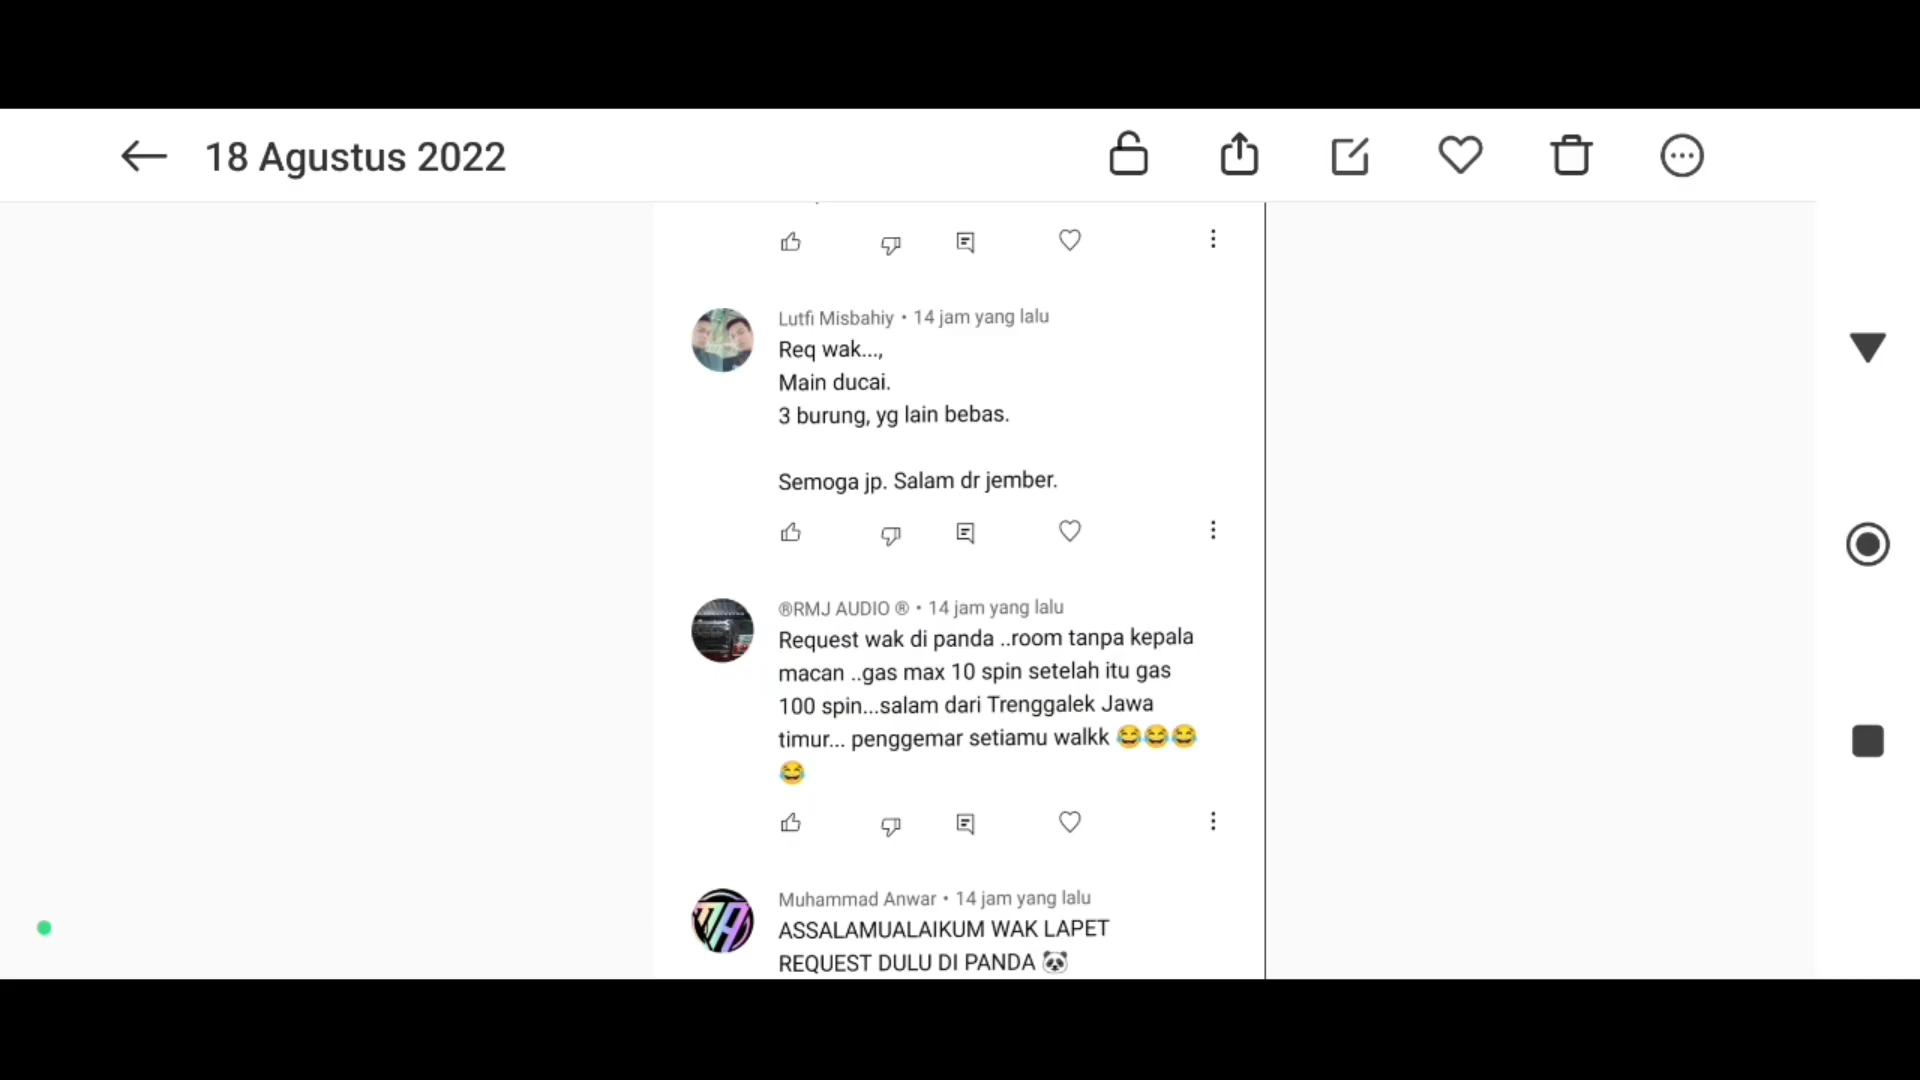 18 Agustus 2022
Lutfi Misbahiy • 14 jam yang lalu
Req wak...,
Main ducai.
3 burung, yg lain bebas.
Semoga jp. Salam dr jember.
®RMJ AUDIO ® • 14 jam yang lalu
Request wak di panda ..room tanpa kepala
macan ..gas max 10 spin setelah itu gas
100 spin...salam dari Trenggalek Jawa
timur... penggemar setiamu walkk 😂😂😂
😂
Muhammad Anwar • 14 jam yang lalu
ASSALAMUALAIKUM WAK LAPET
REQUEST DULU DI PANDA 🐼